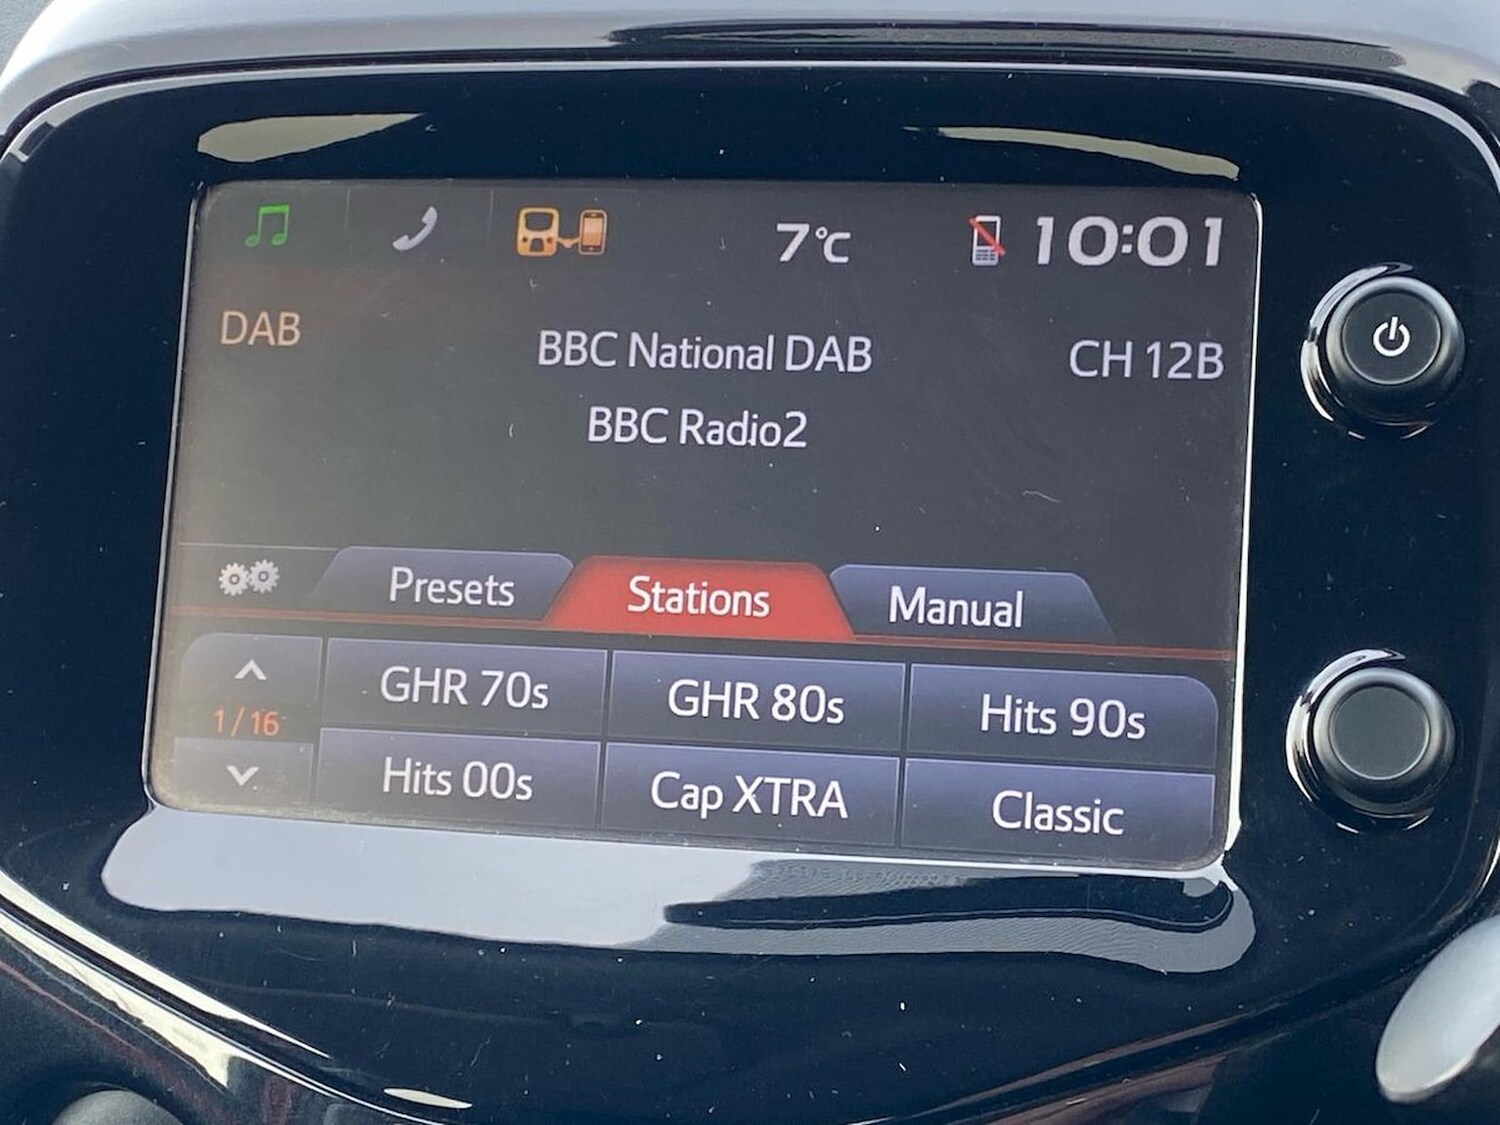 7°C
10:01
DAB
BBC National DAB
CH 12B
BBC Radio2
Presets
Stations
Manual
GHR 70s
GHR 80s
Hits 90s
1/16
Hits 00s
Cap XTRA
Classic